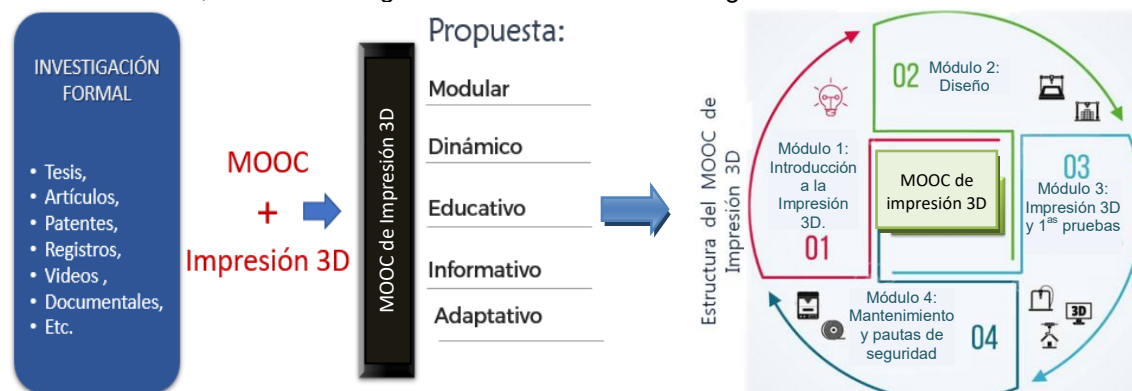 INVESTIGACIÓN
FORMAL
• Tesis,
• Artículos,
• Patentes,
• Registros,
• Videos ,
• Documentales,
• Etc.
MOOC
+
Impresión 3D
MOOC de Impresión 3D
Propuesta:
Modular
Dinámico
Educativo
Informativo
Adaptativo
Estructura del MOOC de
Impresión 3D
Módulo 1:
Introducción
a la
Impresión
3D.
01
02
Módulo 2:
Diseño
MOOC de
impresión 3D
03
Módulo 3:
Impresión 3D
y 1as pruebas
Módulo 4:
Mantenimiento
y pautas de
seguridad
04
3D